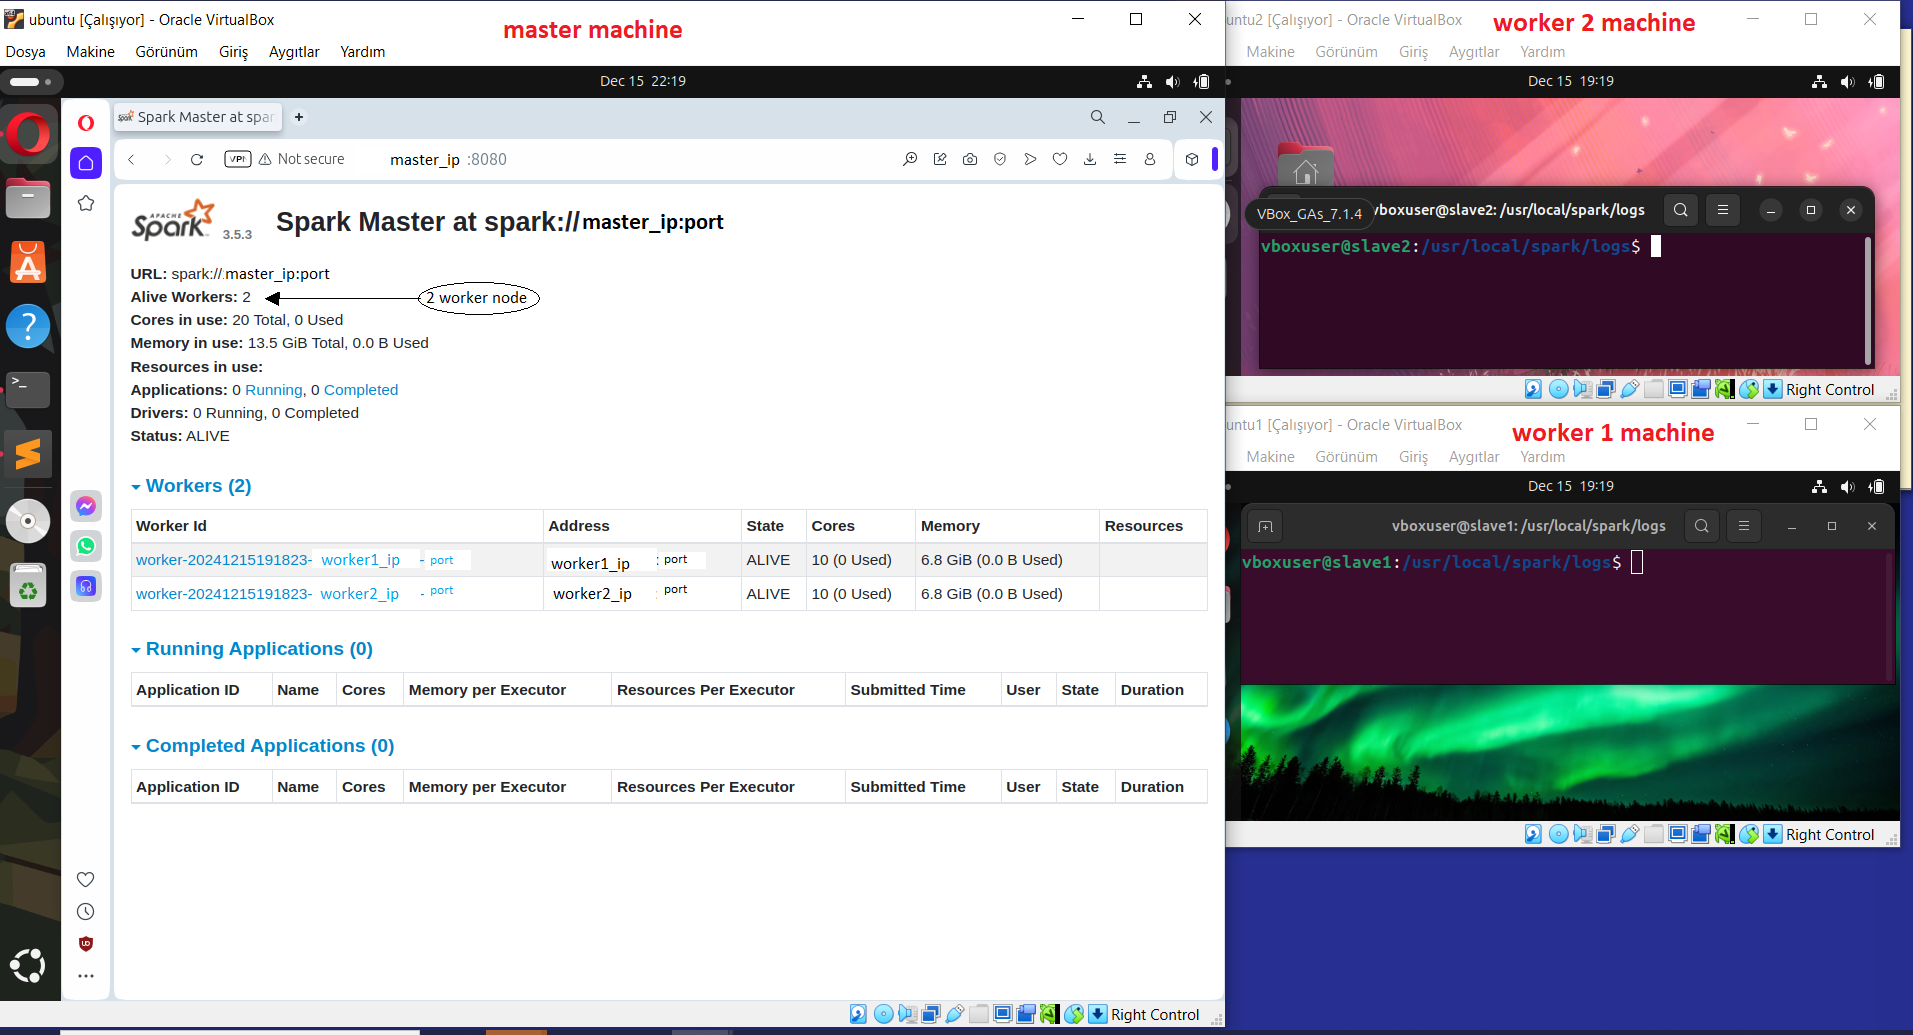 ubuntu [Çalışıyor] - Oracle VirtualBox
master machine
Dosya Makine Görünüm Giriş Aygıtlar Yardım
Dec 15 22:19
Spark Master at spar
VPN Not secure master_ip :8080
APACHE Spark 3.5.3
Spark Master at spark://master_ip:port
URL: spark://master_ip:port
Alive Workers: 2
2 worker node
Cores in use: 20 Total, 0 Used
Memory in use: 13.5 GiB Total, 0.0 B Used
Resources in use:
Applications: 0 Running, 0 Completed
Drivers: 0 Running, 0 Completed
Status: ALIVE
Workers (2)
Worker Id Address State Cores Memory Resources
worker-20241215191823- worker1_ip - port worker1_ip : port ALIVE 10 (0 Used) 6.8 GiB (0.0 B Used)
worker-20241215191823- worker2_ip - port worker2_ip : port ALIVE 10 (0 Used) 6.8 GiB (0.0 B Used)
Running Applications (0)
Application ID Name Cores Memory per Executor Resources Per Executor Submitted Time User State Duration
Completed Applications (0)
Application ID Name Cores Memory per Executor Resources Per Executor Submitted Time User State Duration
Right Control
untu2 [Çalışıyor] - Oracle VirtualBox
worker 2 machine
Makine Görünüm Giriş Aygıtlar Yardım
Dec 15 19:19
VBox_GAs_7.1.4
vboxuser@slave2: /usr/local/spark/logs
vboxuser@slave2:/usr/local/spark/logs$
Right Control
untu1 [Çalışıyor] - Oracle VirtualBox
worker 1 machine
Makine Görünüm Giriş Aygıtlar Yardım
Dec 15 19:19
vboxuser@slave1: /usr/local/spark/logs
vboxuser@slave1:/usr/local/spark/logs$
Right Control